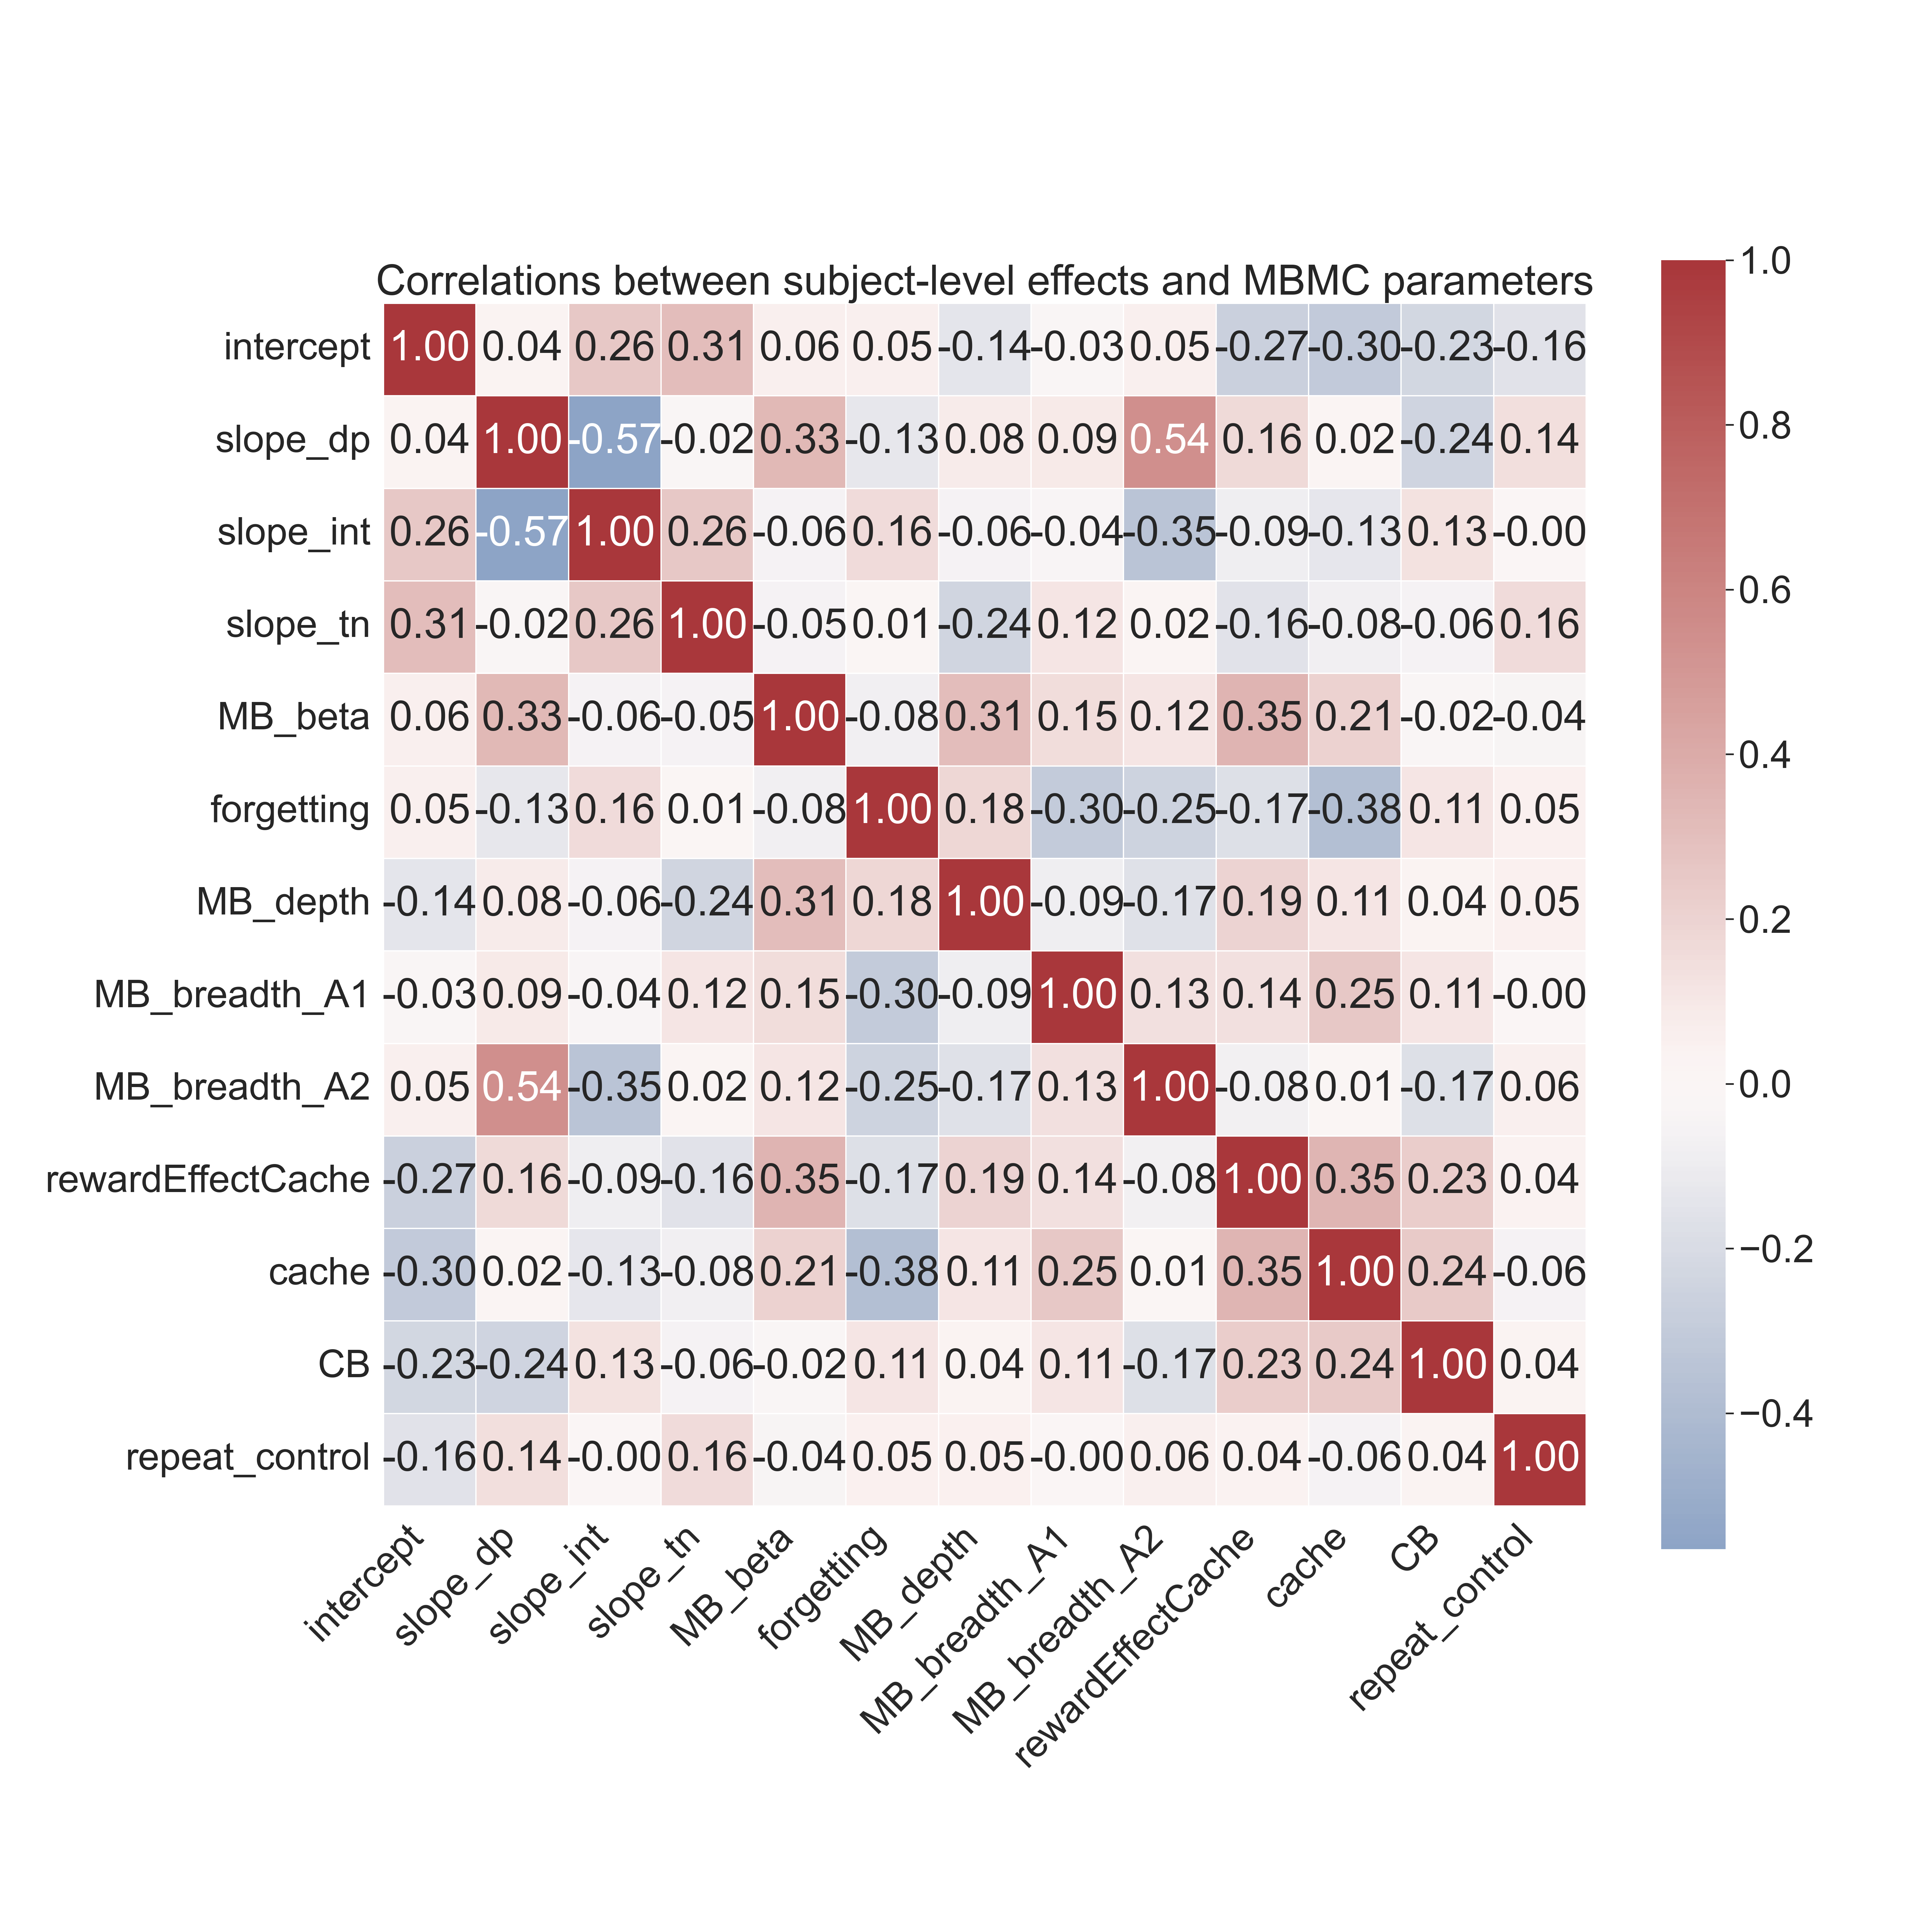 Correlations between subject-level effects and MBMC parameters
1.0
intercept 1.00 0.04 0.26 0.31 0.06 0.05 -0.14 -0.03 0.05 -0.27 -0.30 -0.23 -0.16
slope_dp 0.04 1.00 -0.57 -0.02 0.33 -0.13 0.08 0.09 0.54 0.16 0.02 -0.24 0.14
0.8
slope_int 0.26 -0.57 1.00 0.26 -0.06 0.16 -0.06 -0.04 -0.35 -0.09 -0.13 0.13 -0.00
0.6
slope_tn 0.31 -0.02 0.26 1.00 -0.05 0.01 -0.24 0.12 0.02 -0.16 -0.08 -0.06 0.16
MB_beta 0.06 0.33 -0.06 -0.05 1.00 -0.08 0.31 0.15 0.12 0.35 0.21 -0.02 -0.04
0.4
forgetting 0.05 -0.13 0.16 0.01 -0.08 1.00 0.18 -0.30 -0.25 -0.17 -0.38 0.11 0.05
MB_depth -0.14 0.08 -0.06 -0.24 0.31 0.18 1.00 -0.09 -0.17 0.19 0.11 0.04 0.05
0.2
MB_breadth_A1 -0.03 0.09 -0.04 0.12 0.15 -0.30 -0.09 1.00 0.13 0.14 0.25 0.11 -0.00
MB_breadth_A2 0.05 0.54 -0.35 0.02 0.12 -0.25 -0.17 0.13 1.00 -0.08 0.01 -0.17 0.06
0.0
rewardEffectCache -0.27 0.16 -0.09 -0.16 0.35 -0.17 0.19 0.14 -0.08 1.00 0.35 0.23 0.04
−0.2
cache -0.30 0.02 -0.13 -0.08 0.21 -0.38 0.11 0.25 0.01 0.35 1.00 0.24 -0.06
CB -0.23 -0.24 0.13 -0.06 -0.02 0.11 0.04 0.11 -0.17 0.23 0.24 1.00 0.04
−0.4
repeat_control -0.16 0.14 -0.00 0.16 -0.04 0.05 0.05 -0.00 0.06 0.04 -0.06 0.04 1.00
intercept
slope_dp
slope_int
slope_tn
MB_beta
forgetting
MB_depth
MB_breadth_A1
MB_breadth_A2
rewardEffectCache
cache
CB
repeat_control